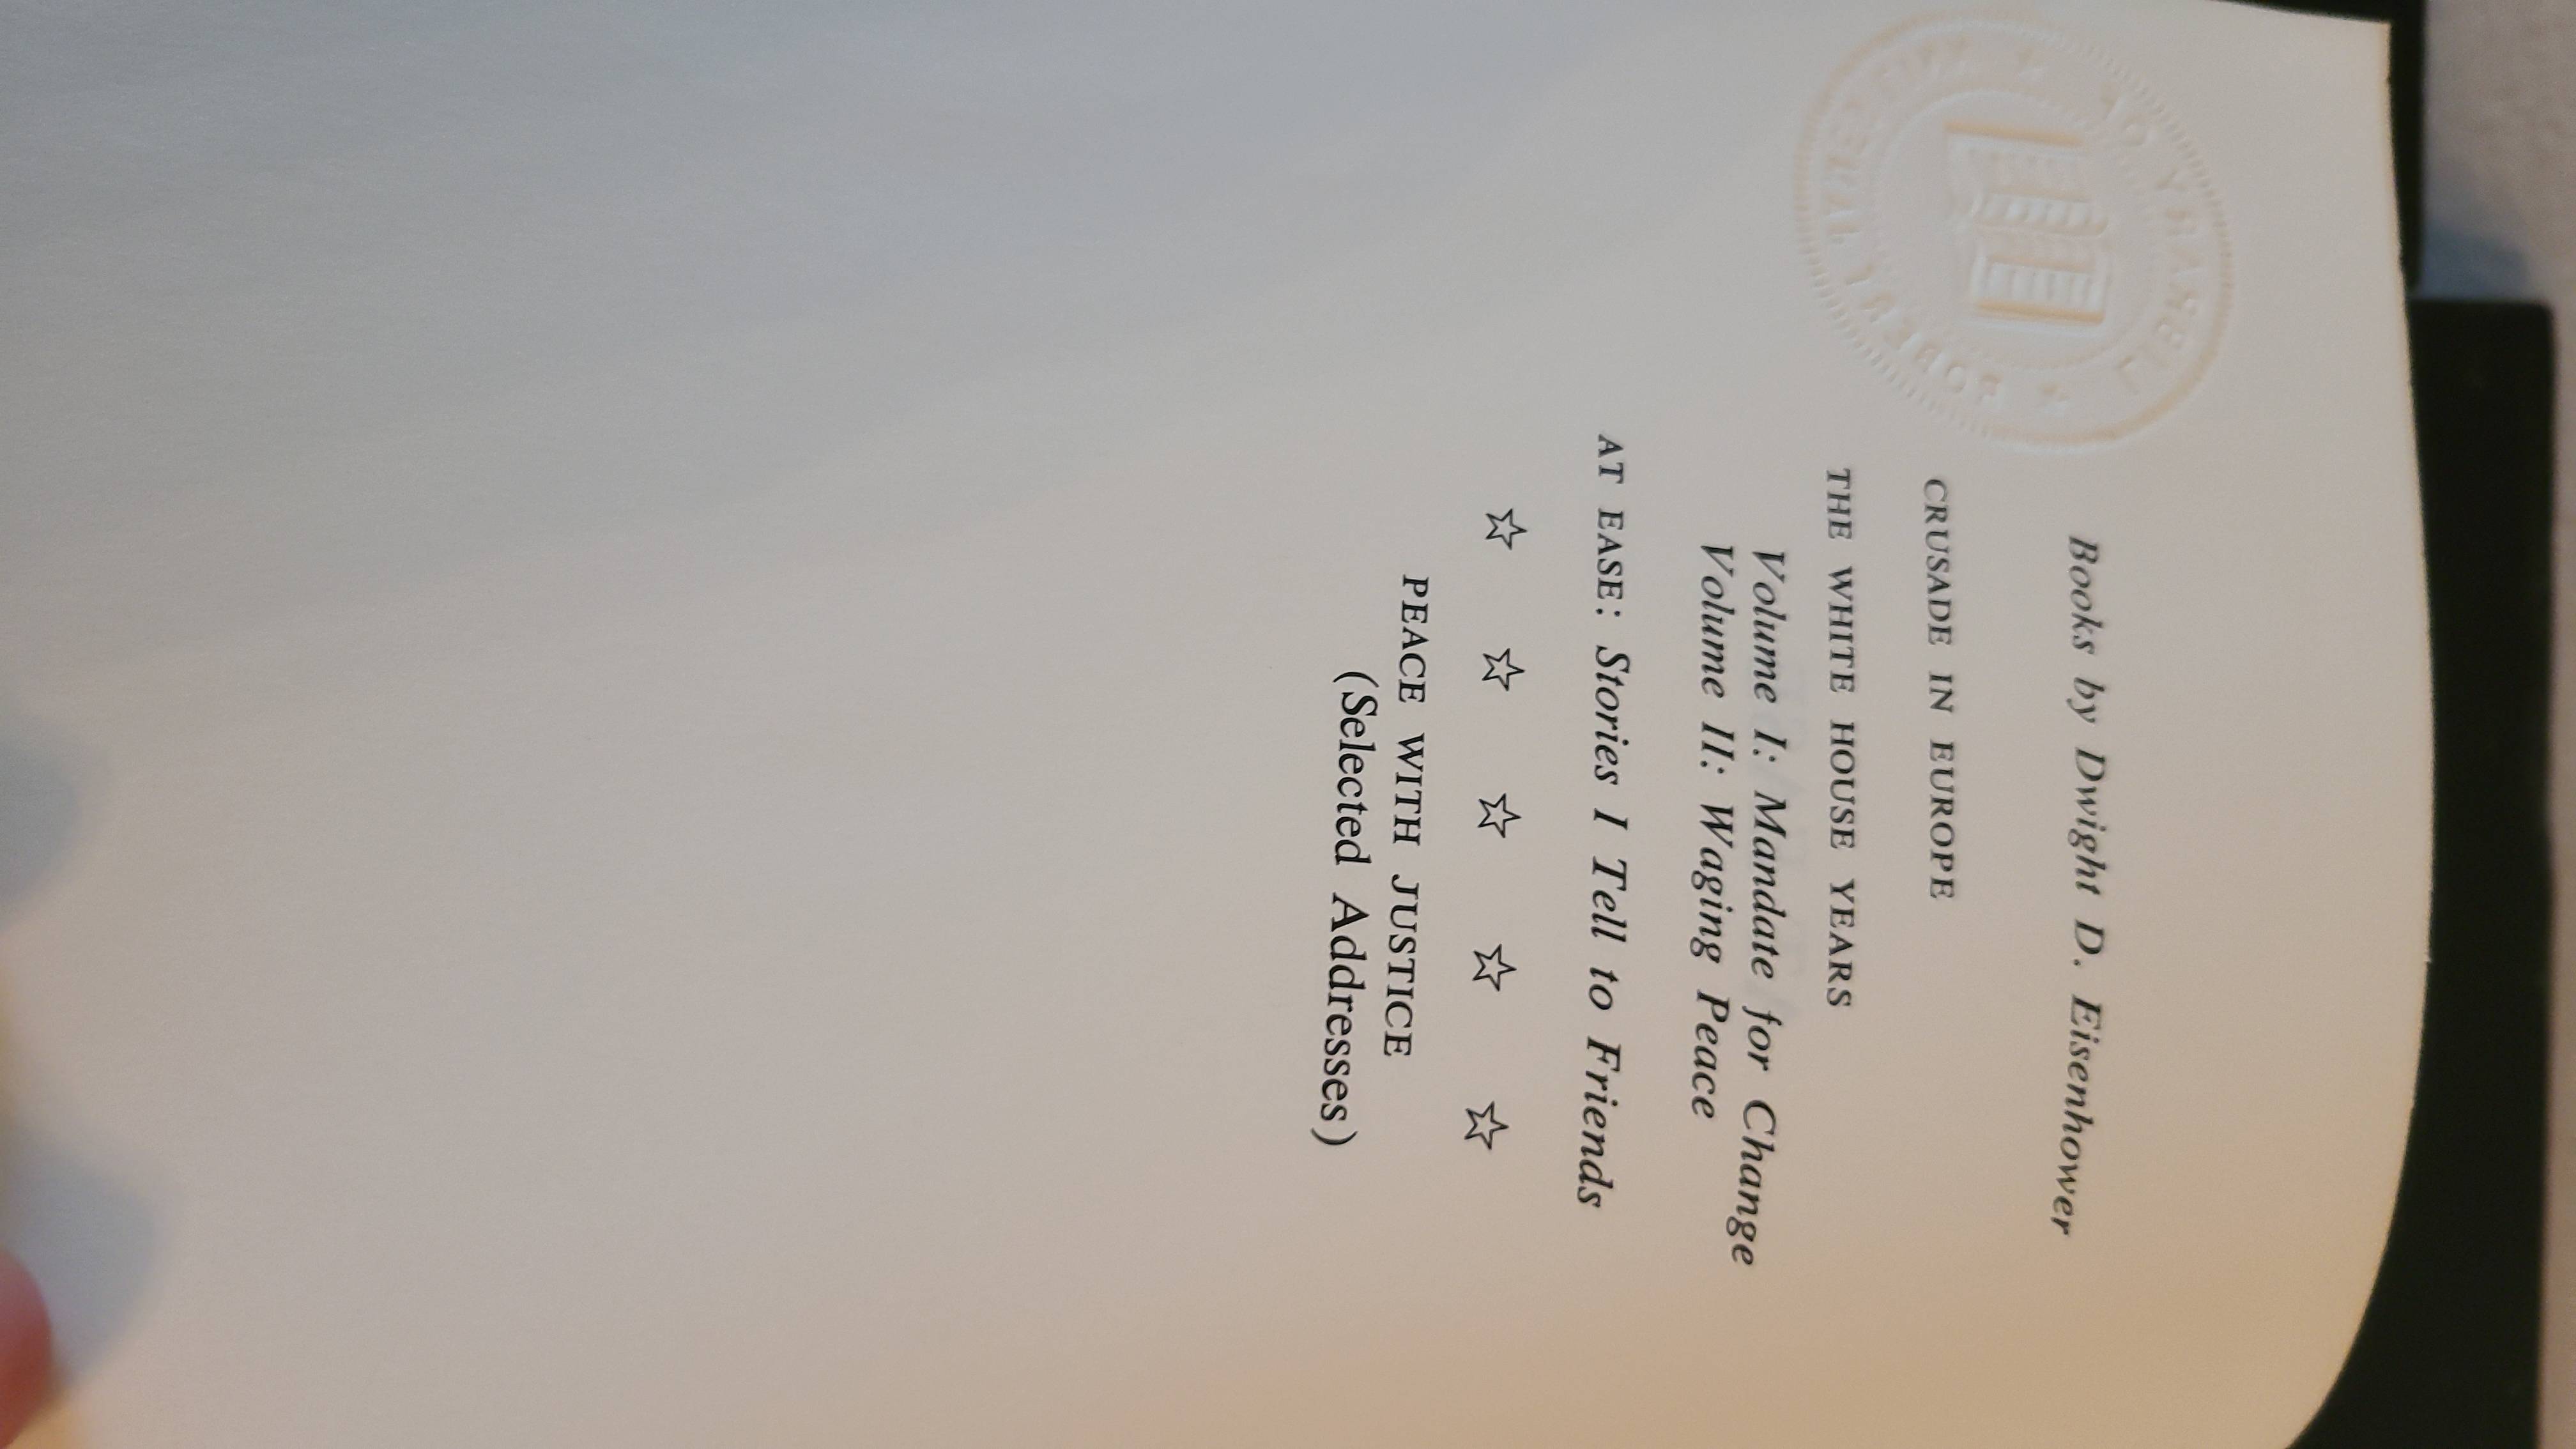 Books by Dwight D. Eisenhower
CRUSADE IN EUROPE
THE WHITE HOUSE YEARS
Volume I: Mandate for Change
Volume II: Waging Peace
AT EASE: Stories I Tell to Friends
☆ ☆ ☆ ☆ ☆
PEACE WITH JUSTICE
(Selected Addresses)